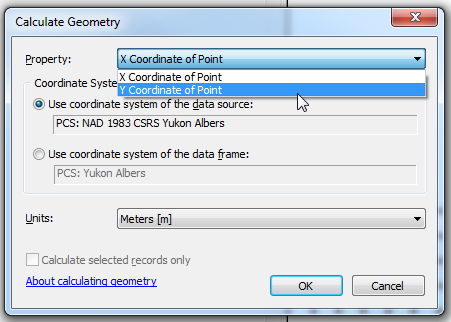 Calculate Geometry
Property:
X Coordinate of Point
X Coordinate of Point
Y Coordinate of Point
Coordinate Syst
Use coordinate system of the data source:
PCS: NAD 1983 CSRS Yukon Albers
Use coordinate system of the data frame:
PCS: Yukon Albers
Units:
Meters [m]
Calculate selected records only
About calculating geometry
OK
Cancel